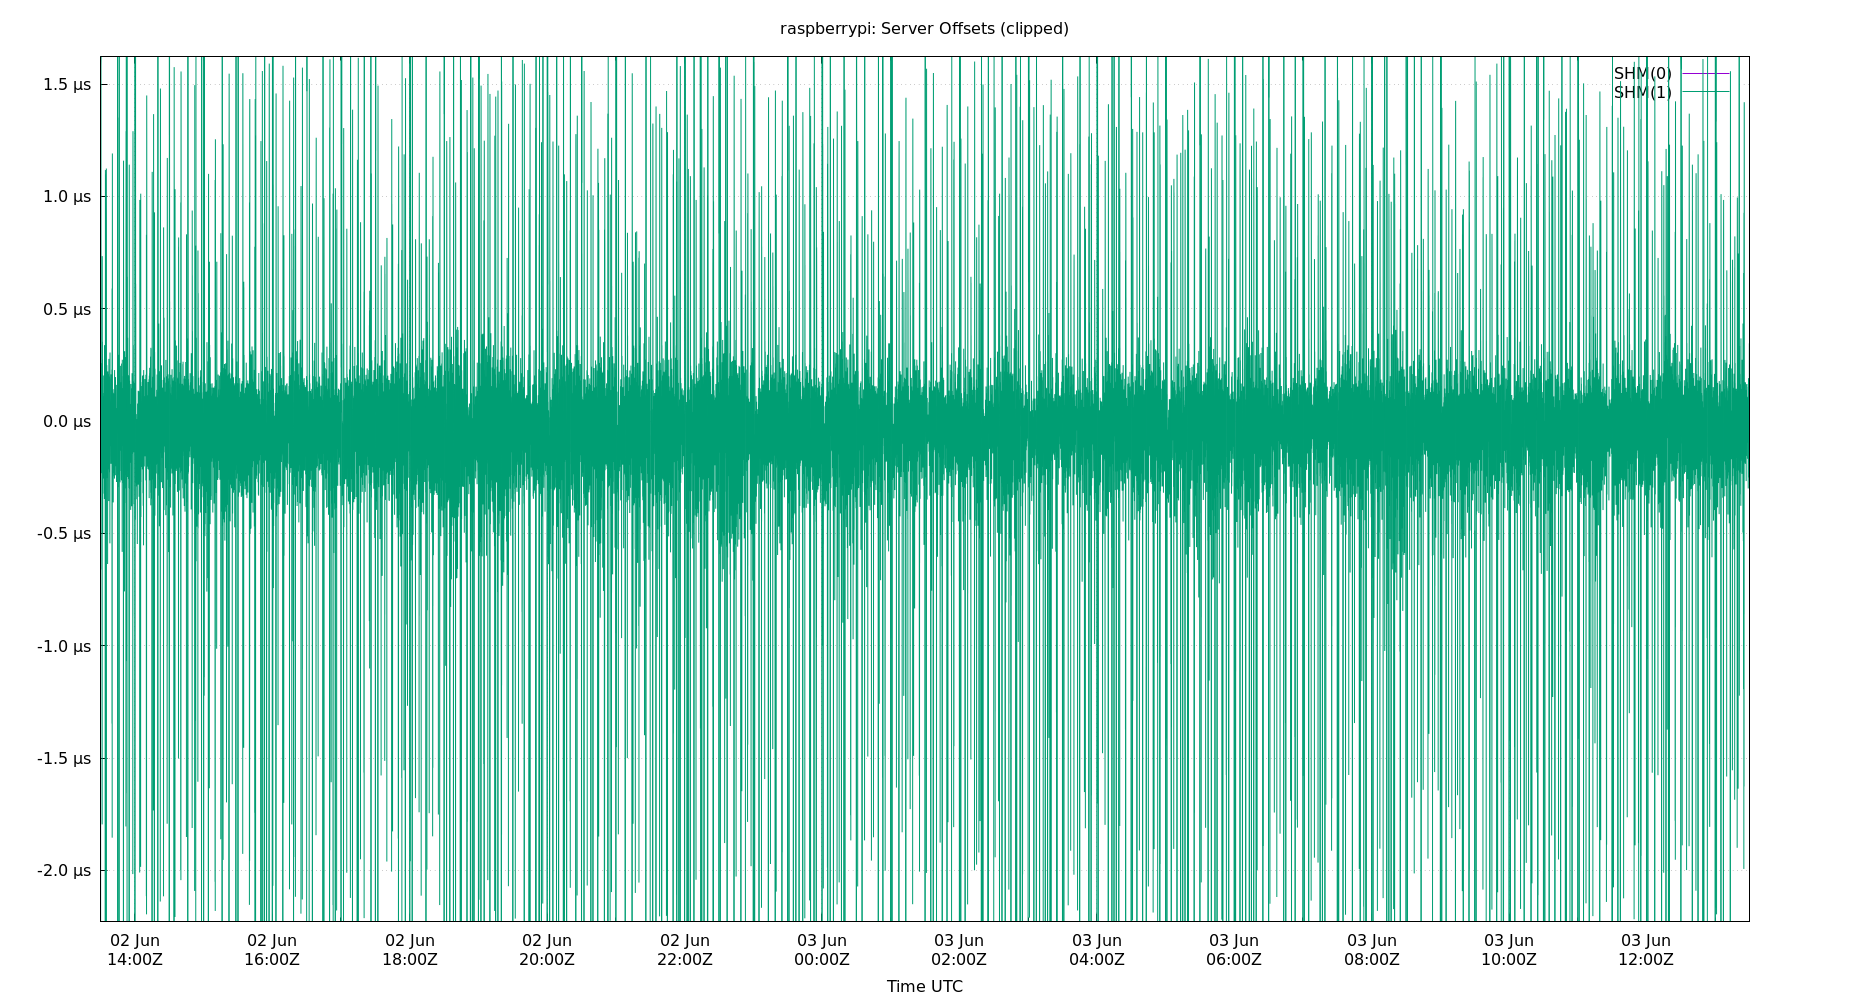 raspberrypi: Server Offsets (clipped)
SHM(0)
SHM(1)
1.5 µs
1.0 µs
0.5 µs
0.0 µs
-0.5 µs
-1.0 µs
-1.5 µs
-2.0 µs
02 Jun 02 Jun 02 Jun 02 Jun 02 Jun 03 Jun 03 Jun 03 Jun 03 Jun 03 Jun 03 Jun 03 Jun
14:00Z 16:00Z 18:00Z 20:00Z 22:00Z 00:00Z 02:00Z 04:00Z 06:00Z 08:00Z 10:00Z 12:00Z
Time UTC